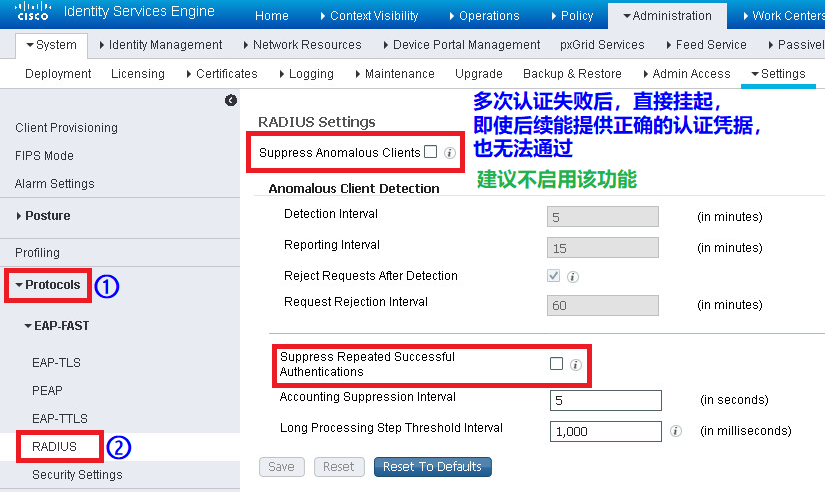 CISCO Identity Services Engine
Home Context Visibility Operations Policy Administration Work Centers
System Identity Management Network Resources Device Portal Management pxGrid Services Feed Service
Deployment Licensing Certificates Logging Maintenance Upgrade Backup & Restore Admin Access Settings
Client Provisioning
FIPS Mode
Alarm Settings
Posture
Profiling
Protocols ①
EAP-FAST
EAP-TLS
PEAP
EAP-TTLS
RADIUS ②
Security Settings
RADIUS Settings
Suppress Anomalous Clients
多次认证失败后，直接挂起，
即使后续能提供正确的认证凭据，
也无法通过
建议不启用该功能
Anomalous Client Detection
Detection Interval 5 (in minutes)
Reporting Interval 15 (in minutes)
Reject Requests After Detection
Request Rejection Interval 60 (in minutes)
Suppress Repeated Successful
Authentications
Accounting Suppression Interval 5 (in seconds)
Long Processing Step Threshold Interval 1,000 (in milliseconds)
Save Reset Reset To Defaults